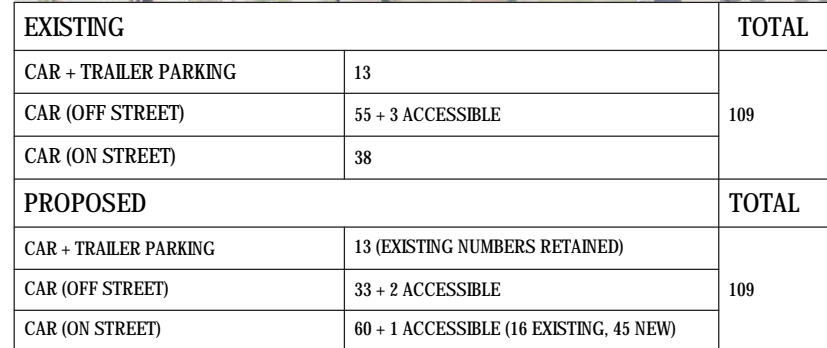 EXISTING TOTAL
CAR + TRAILER PARKING 13
CAR (OFF STREET) 55 + 3 ACCESSIBLE 109
CAR (ON STREET) 38
PROPOSED TOTAL
CAR + TRAILER PARKING 13 (EXISTING NUMBERS RETAINED)
CAR (OFF STREET) 33 + 2 ACCESSIBLE 109
CAR (ON STREET) 60 + 1 ACCESSIBLE (16 EXISTING, 45 NEW)